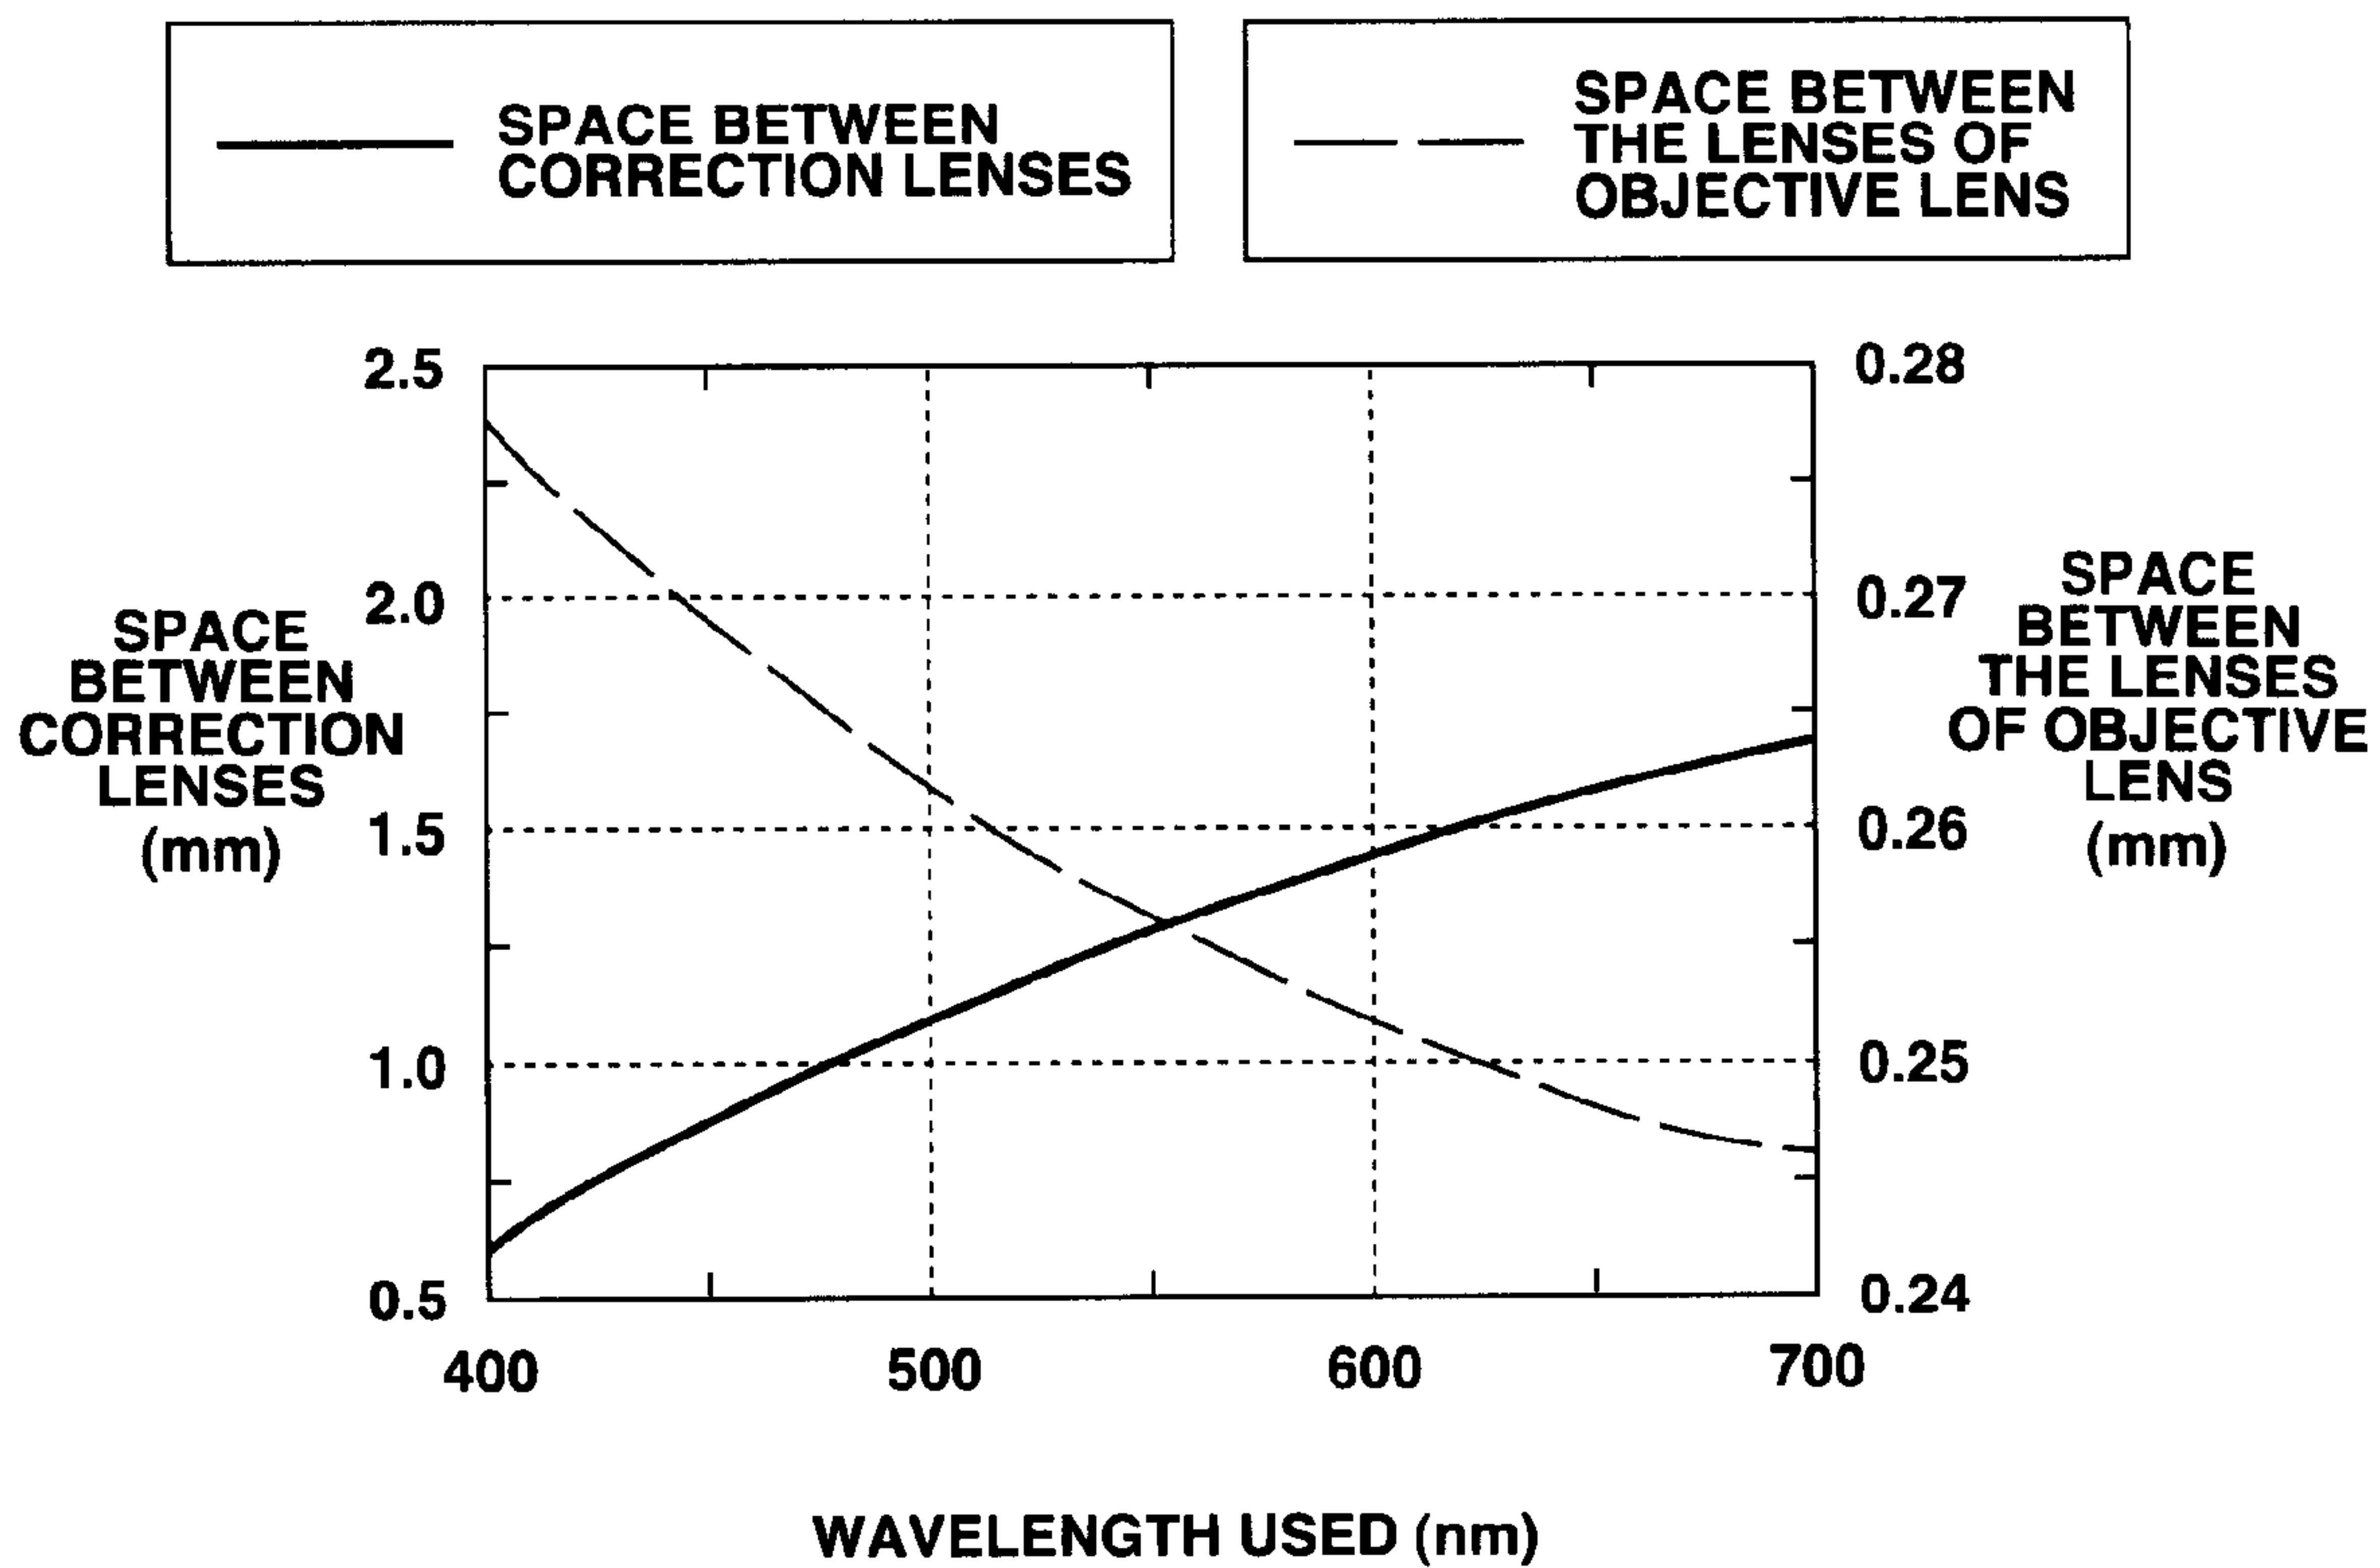 SPACE BETWEEN
CORRECTION LENSES
SPACE BETWEEN
THE LENSES OF
OBJECTIVE LENS
2.5
2.0
1.5
1.0
0.5
SPACE
BETWEEN
CORRECTION
LENSES
(mm)
0.28
0.27
0.26
0.25
0.24
SPACE
BETWEEN
THE LENSES
OF OBJECTIVE
LENS
(mm)
400
500
600
700
WAVELENGTH USED (nm)